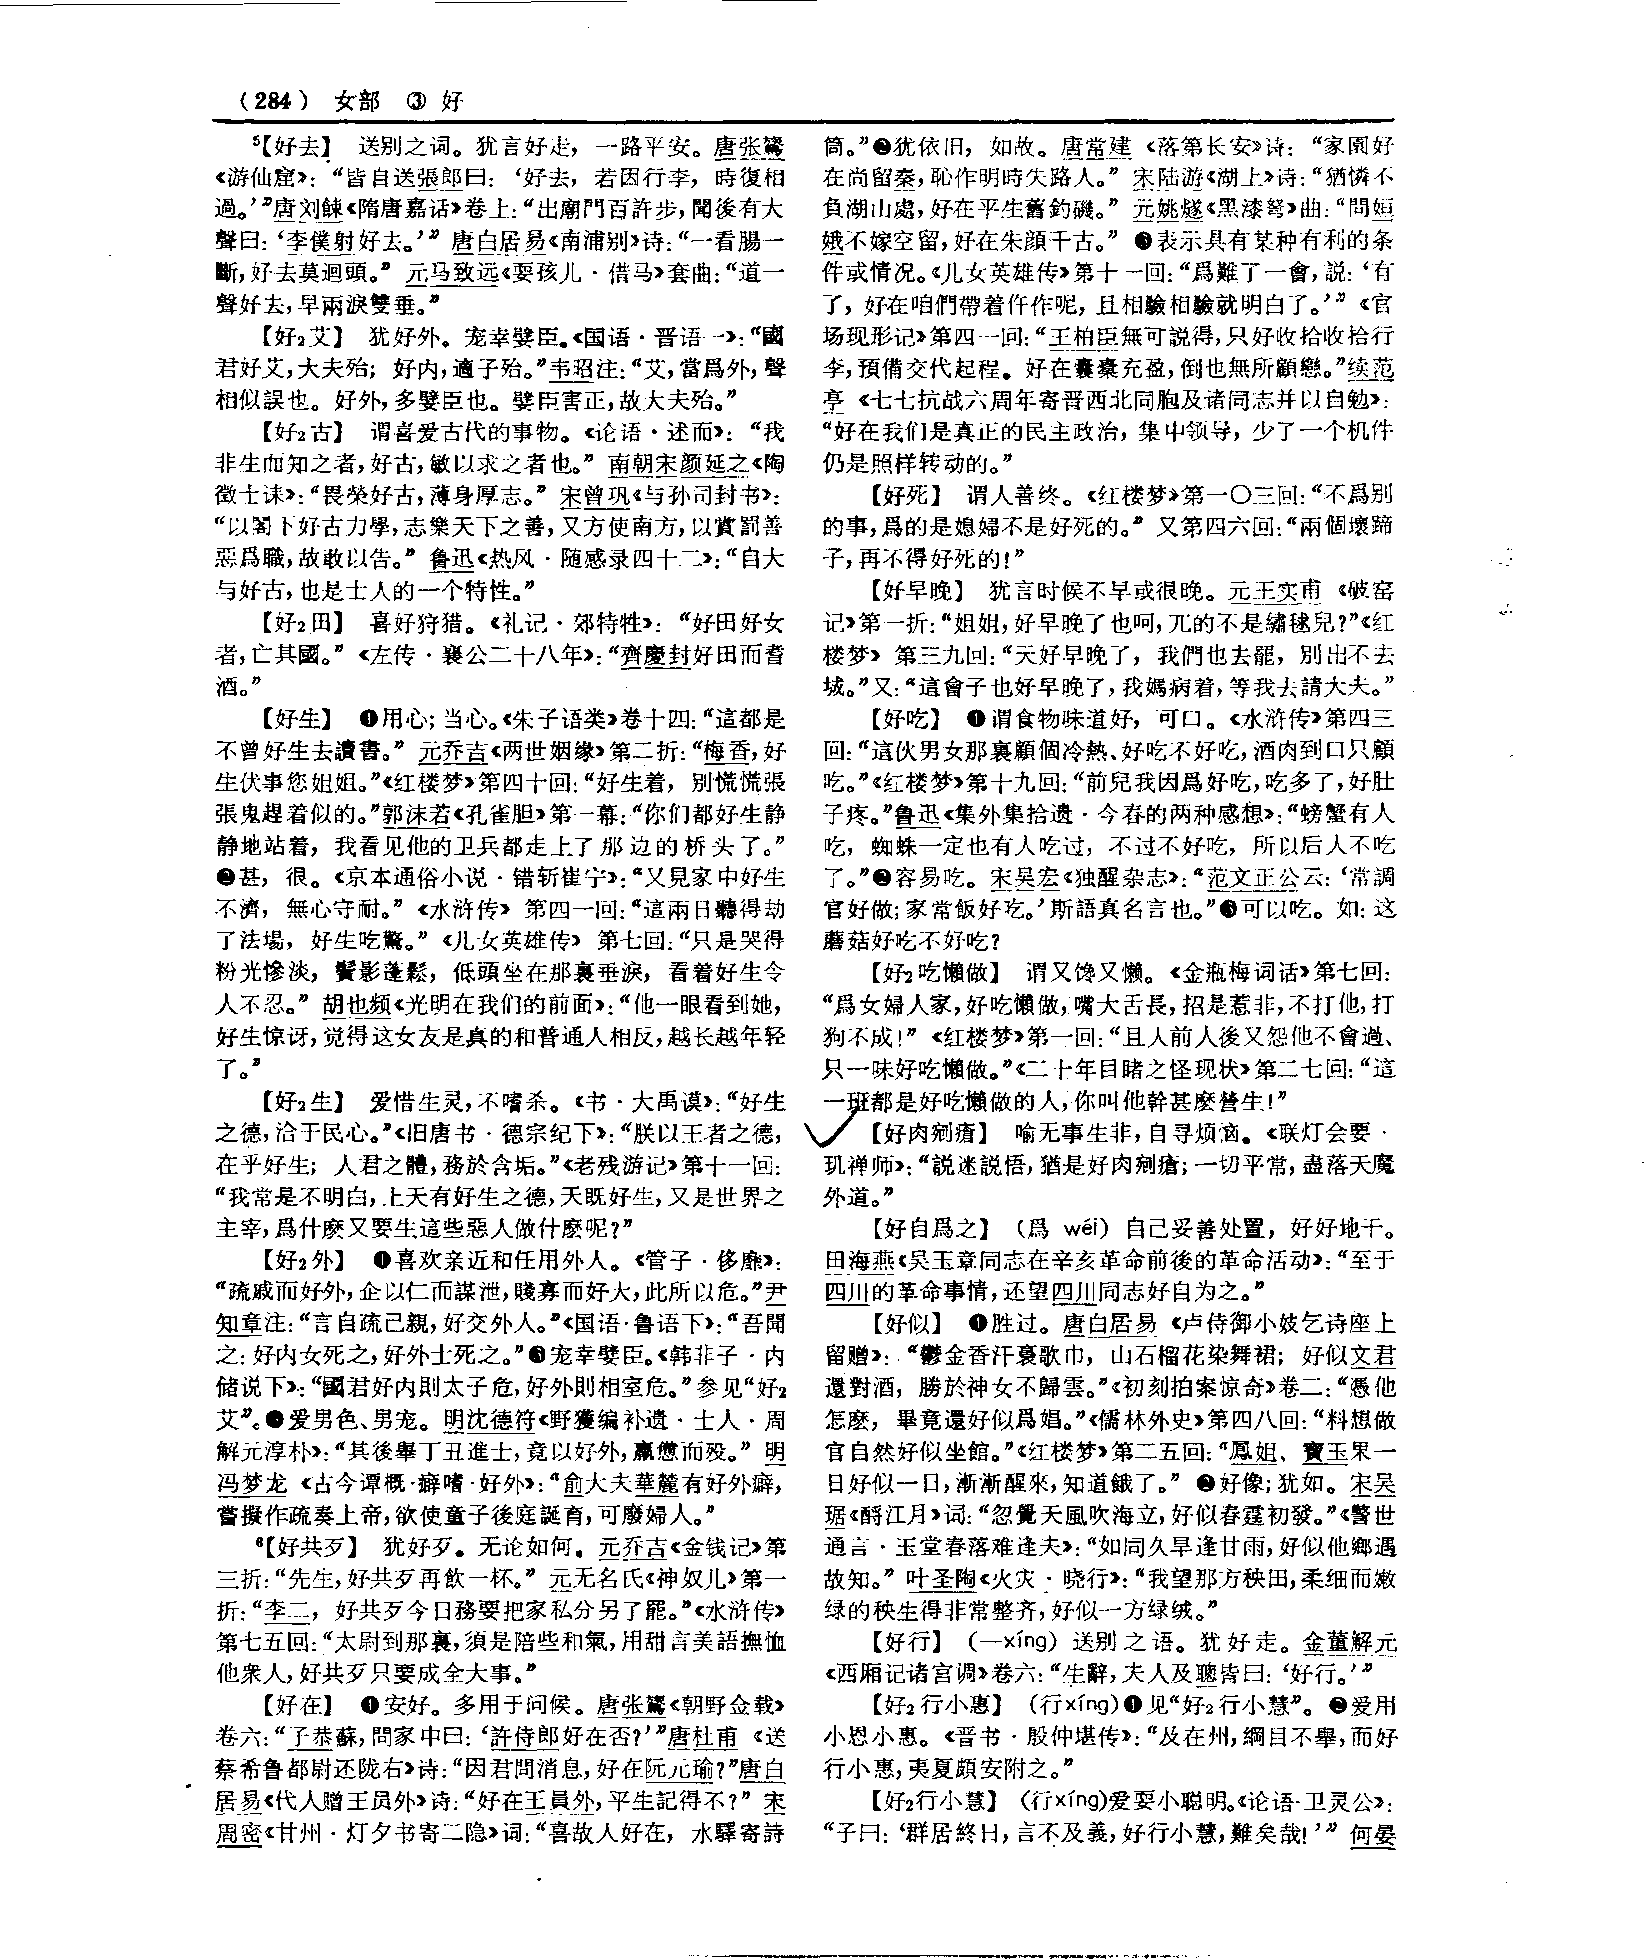 （284） 女部 ③ 好
⁵【好去】 送别之词。犹言好走，一路平安。唐张鷟
《游仙窟》：“皆自送張郎曰：‘好去，若因行李，時復相
過。’”唐刘餗《隋唐嘉话》卷上：“出廟門百許步，聞後有大
聲曰：‘李僕射好去。’” 唐白居易《南浦别》诗：“一看腸一
斷，好去莫迴頭。” 元马致远《耍孩儿·借马》套曲：“道一
聲好去，早兩淚雙垂。”
【好₂艾】 犹好外。宠幸嬖臣。《国语·晋语一》：“國
君好艾，大夫殆；好内，適子殆。”韦昭注：“艾，當爲外，聲
相似誤也。好外，多嬖臣也。嬖臣害正，故大夫殆。”
【好₂古】 谓喜爱古代的事物。《论语·述而》：“我
非生而知之者，好古，敏以求之者也。” 南朝宋颜延之《陶
徵士诔》：“畏榮好古，薄身厚志。” 宋曾巩《与孙司封书》：
“以閣下好古力學，志樂天下之善，又方使南方，以賞罰善
惡爲職，故敢以告。” 鲁迅《热风·随感录四十二》：“自大
与好古，也是士人的一个特性。”
【好₂田】 喜好狩猎。《礼记·郊特牲》：“好田好女
者，亡其國。” 《左传·襄公二十八年》：“齊慶封好田而耆
酒。”
【好生】 ❶用心；当心。《朱子语类》卷十四：“這都是
不曾好生去讀書。” 元乔吉《两世姻缘》第二折：“梅香，好
生伏事您姐姐。”《红楼梦》第四十回：“好生着，别慌慌張
張鬼趕着似的。”郭沫若《孔雀胆》第一幕：“你们都好生静
静地站着，我看见他的卫兵都走上了那边的桥头了。”
❷甚，很。《京本通俗小说·错斩崔宁》：“又見家中好生
不濟，無心守耐。” 《水浒传》第四一回：“這兩日聽得劫
了法場，好生吃驚。” 《儿女英雄传》第七回：“只是哭得
粉光慘淡，鬢影蓬鬆，低頭坐在那裏垂淚，看着好生令
人不忍。” 胡也频《光明在我们的前面》：“他一眼看到她，
好生惊讶，觉得这女友是真的和普通人相反，越长越年轻
了。”
【好₂生】 爱惜生灵，不嗜杀。《书·大禹谟》：“好生
之德，洽于民心。”《旧唐书·德宗纪下》：“朕以王者之德，
在乎好生；人君之體，務於含垢。”《老残游记》第十一回：
“我常是不明白，上天有好生之德，天既好生，又是世界之
主宰，爲什麽又要生這些惡人做什麽呢？”
【好₂外】 ❶喜欢亲近和任用外人。《管子·侈靡》：
“疏戚而好外，企以仁而謀泄，賤寡而好大，此所以危。”尹
知章注：“言自疏己親，好交外人。”《国语·鲁语下》：“吾聞
之：好内女死之，好外士死之。”❷宠幸嬖臣。《韩非子·内
储说下》：“國君好内則太子危，好外則相室危。”参见“好₂
艾”。❸爱男色、男宠。明沈德符《野獲编补遗·士人·周
解元淳朴》：“其後舉丁丑進士，竟以好外，羸憊而殁。” 明
冯梦龙《古今谭概·癖嗜·好外》：“俞大夫華麓有好外癖，
嘗擬作疏奏上帝，欲使童子後庭誕育，可廢婦人。”
⁶【好共歹】 犹好歹。无论如何。元乔吉《金钱记》第
三折：“先生，好共歹再飲一杯。” 元无名氏《神奴儿》第一
折：“李二，好共歹今日務要把家私分另了罷。”《水浒传》
第七五回：“太尉到那裏，須是陪些和氣，用甜言美語撫恤
他衆人，好共歹只要成全大事。”
【好在】 ❶安好。多用于问候。唐张鷟《朝野佥载》
卷六：“子恭蘇，問家中曰：‘許侍郎好在否？’”唐杜甫《送
蔡希鲁都尉还陇右》诗：“因君問消息，好在阮元瑜？”唐白
居易《代人赠王员外》诗：“好在王員外，平生記得不？” 宋
周密《甘州·灯夕书寄二隐》词：“喜故人好在，水驛寄詩
筒。”❷犹依旧，如故。唐常建《落第长安》诗：“家園好
在尚留秦，恥作明時失路人。” 宋陆游《湖上》诗：“猶憐不
負湖山處，好在平生舊釣磯。” 元姚燧《黑漆弩》曲：“問姮
娥不嫁空留，好在朱顔千古。” ❸表示具有某种有利的条
件或情况。《儿女英雄传》第十一回：“爲難了一會，説：‘有
了，好在咱們帶着仵作呢，且相驗相驗就明白了。’” 《官
场现形记》第四一回：“王柏臣無可説得，只好收拾收拾行
李，預備交代起程。好在囊橐充盈，倒也無所顧戀。”续范
亭《七七抗战六周年寄晋西北同胞及诸同志并以自勉》：
“好在我们是真正的民主政治，集中领导，少了一个机件
仍是照样转动的。”
【好死】 谓人善终。《红楼梦》第一〇三回：“不爲别
的事，爲的是媳婦不是好死的。” 又第四六回：“兩個壞蹄
子，再不得好死的！”
【好早晚】 犹言时候不早或很晚。元王实甫《破窑
记》第一折：“姐姐，好早晚了也呵，兀的不是繡毬兒？”《红
楼梦》第三九回：“天好早晚了，我們也去罷，别出不去
城。”又：“這會子也好早晚了，我媽病着，等我去請大夫。”
【好吃】 ❶谓食物味道好，可口。《水浒传》第四三
回：“這伙男女那裏顧個冷熱、好吃不好吃，酒肉到口只顧
吃。”《红楼梦》第十九回：“前兒我因爲好吃，吃多了，好肚
子疼。”鲁迅《集外集拾遗·今春的两种感想》：“螃蟹有人
吃，蜘蛛一定也有人吃过，不过不好吃，所以后人不吃
了。”❷容易吃。宋吴宏《独醒杂志》：“范文正公云：‘常調
官好做；家常飯好吃。’斯語真名言也。”❸可以吃。如：这
蘑菇好吃不好吃？
【好₂吃懒做】 谓又馋又懒。《金瓶梅词话》第七回：
“爲女婦人家，好吃懶做，嘴大舌長，招是惹非，不打他，打
狗不成！” 《红楼梦》第一回：“且人前人後又怨他不會過、
只一味好吃懶做。”《二十年目睹之怪现状》第二七回：“這
一班都是好吃懶做的人，你叫他幹甚麽營生！”
【好肉剜瘡】 喻无事生非，自寻烦恼。《联灯会要·
玑禅师》：“説迷説悟，猶是好肉剜瘡；一切平常，盡落天魔
外道。”
【好自爲之】 （爲 wéi）自己妥善处置，好好地干。
田海燕《吴玉章同志在辛亥革命前後的革命活动》：“至于
四川的革命事情，还望四川同志好自为之。”
【好似】 ❶胜过。唐白居易《卢侍御小妓乞诗座上
留赠》：“鬱金香汗裛歌巾，山石榴花染舞裙；好似文君
還對酒，勝於神女不歸雲。”《初刻拍案惊奇》卷二：“憑他
怎麽，畢竟還好似爲娼。”《儒林外史》第四八回：“料想做
官自然好似坐館。”《红楼梦》第二五回：“鳳姐、寶玉果一
日好似一日，漸漸醒來，知道餓了。” ❷好像；犹如。宋吴
琚《酹江月》词：“忽覺天風吹海立，好似春霆初發。”《警世
通言·玉堂春落难逢夫》：“如同久旱逢甘雨，好似他鄉遇
故知。” 叶圣陶《火灾·晓行》：“我望那方秧田，柔细而嫩
绿的秧生得非常整齐，好似一方绿绒。”
【好行】 （—xíng）送别之语。犹好走。金董解元
《西厢记诸宫调》卷六：“生辭，夫人及聰皆曰：‘好行。’”
【好₂行小惠】 （行xíng）❶见“好₂行小慧”。❷爱用
小恩小惠。《晋书·殷仲堪传》：“及在州，綱目不舉，而好
行小惠，夷夏頗安附之。”
【好₂行小慧】 （行xíng）爱耍小聪明。《论语·卫灵公》：
“子曰：‘群居終日，言不及義，好行小慧，難矣哉！’” 何晏